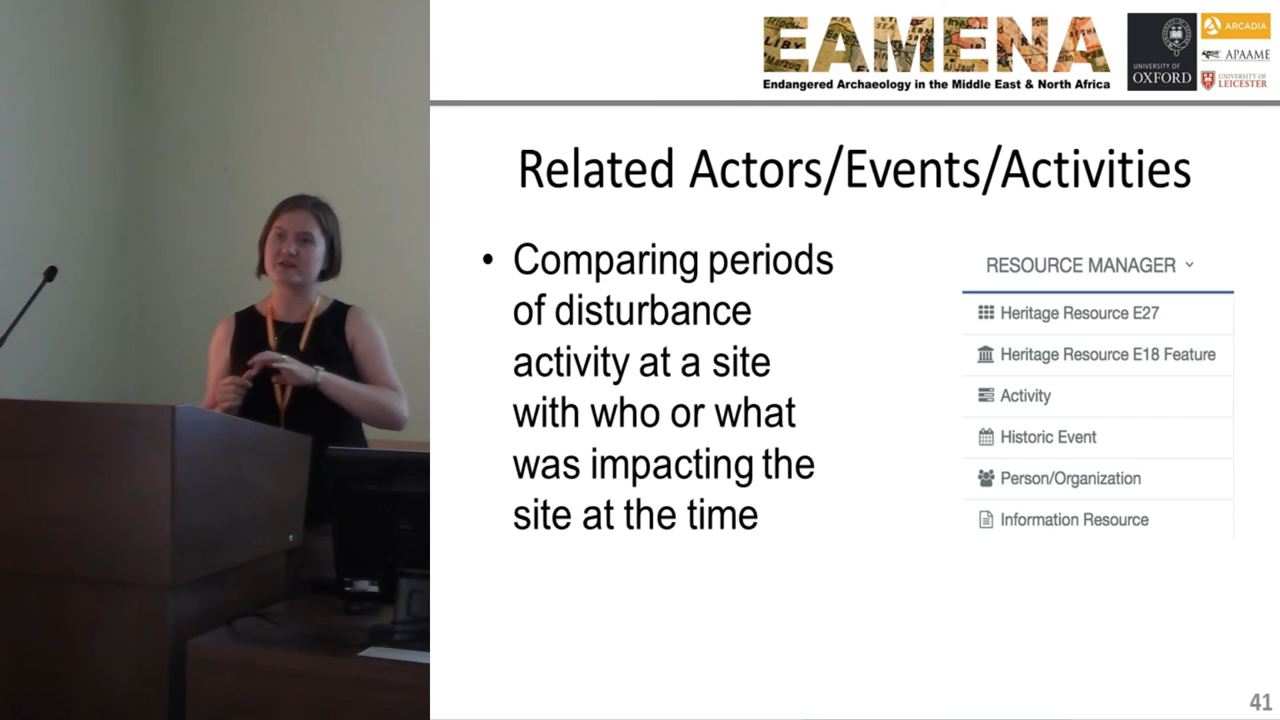 EAMENA
Endangered Archaeology in the Middle East & North Africa
UNIVERSITY OF
OXFORD
ARCADIA
APAAME
UNIVERSITY OF
LEICESTER
Related Actors/Events/Activities
• Comparing periods
of disturbance
activity at a site
with who or what
was impacting the
site at the time
RESOURCE MANAGER
Heritage Resource E27
Heritage Resource E18 Feature
Activity
Historic Event
Person/Organization
Information Resource
41